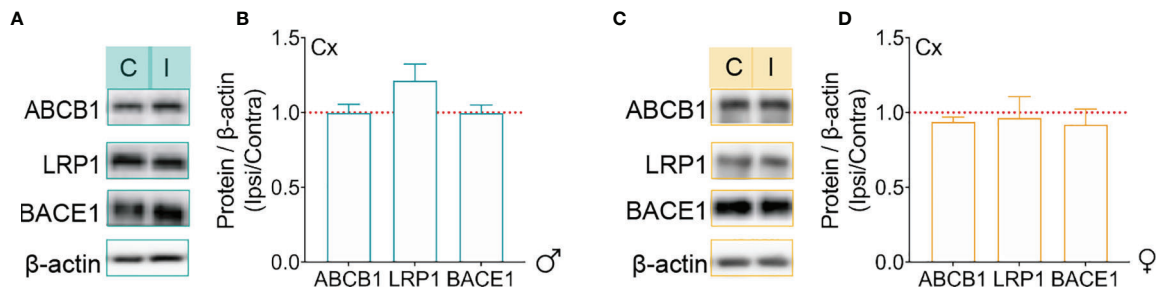 A
C I
ABCB1
LRP1
BACE1
β-actin
B
Cx
Protein / β-actin
(Ipsi/Contra)
1.5
1.0
0.5
0.0
ABCB1 LRP1 BACE1
♂
C
C I
ABCB1
LRP1
BACE1
β-actin
D
Cx
Protein / β-actin
(Ipsi/Contra)
1.5
1.0
0.5
0.0
ABCB1 LRP1 BACE1
♀